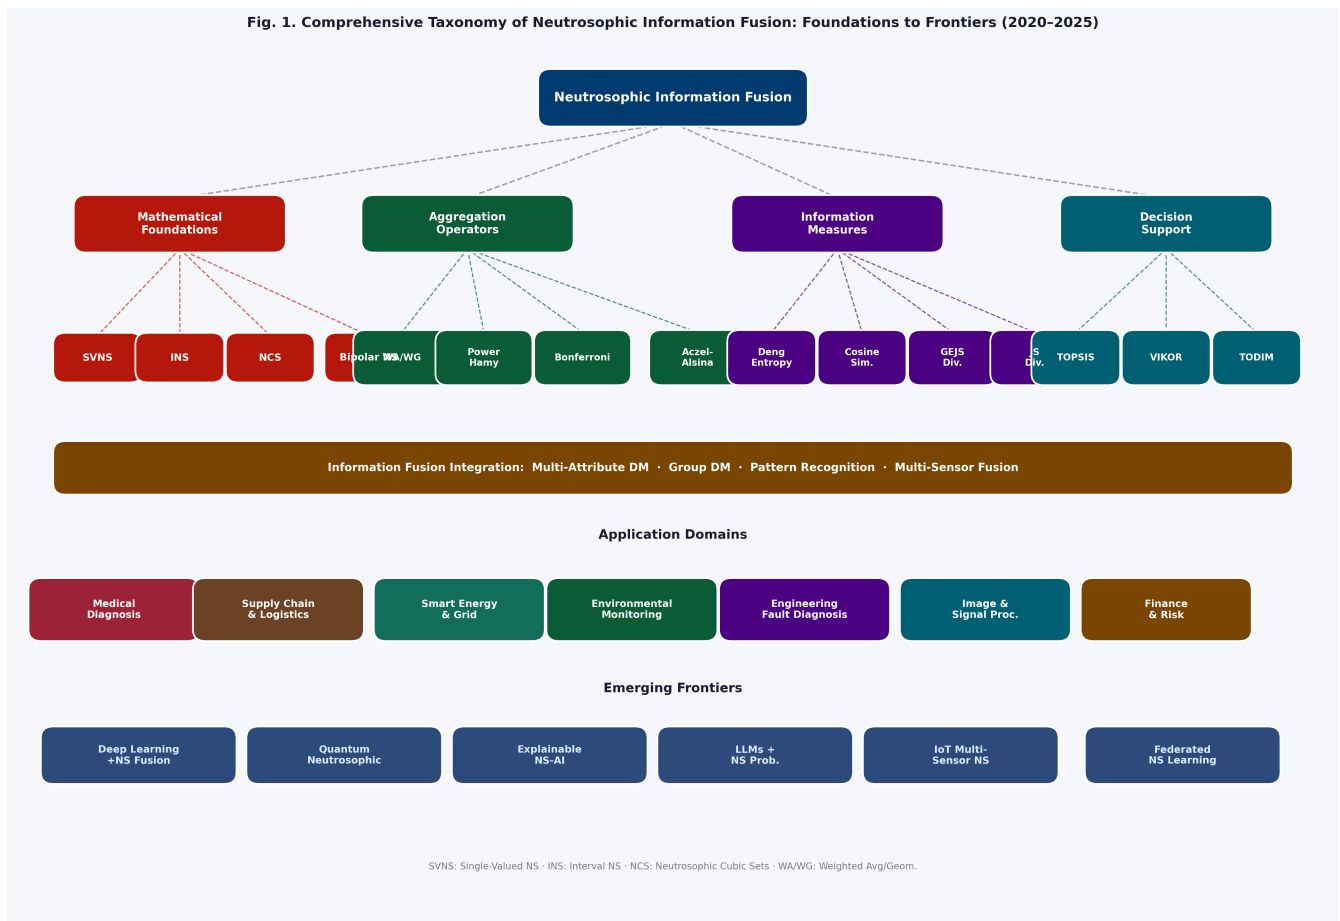 Fig. 1. Comprehensive Taxonomy of Neutrosophic Information Fusion: Foundations to Frontiers (2020–2025)
Neutrosophic Information Fusion
Mathematical
Foundations
Aggregation
Operators
Information
Measures
Decision
Support
SVNS
INS
NCS
Bipolar NS
WA/WG
Power
Hamy
Bonferroni
Aczel-
Alsina
Deng
Entropy
Cosine
Sim.
GEJS
Div.
JS
Div.
TOPSIS
VIKOR
TODIM
Information Fusion Integration: Multi-Attribute DM · Group DM · Pattern Recognition · Multi-Sensor Fusion
Application Domains
Medical
Diagnosis
Supply Chain
& Logistics
Smart Energy
& Grid
Environmental
Monitoring
Engineering
Fault Diagnosis
Image &
Signal Proc.
Finance
& Risk
Emerging Frontiers
Deep Learning
+NS Fusion
Quantum
Neutrosophic
Explainable
NS-AI
LLMs +
NS Prob.
IoT Multi-
Sensor NS
Federated
NS Learning
SVNS: Single-Valued NS · INS: Interval NS · NCS: Neutrosophic Cubic Sets · WA/WG: Weighted Avg/Geom.